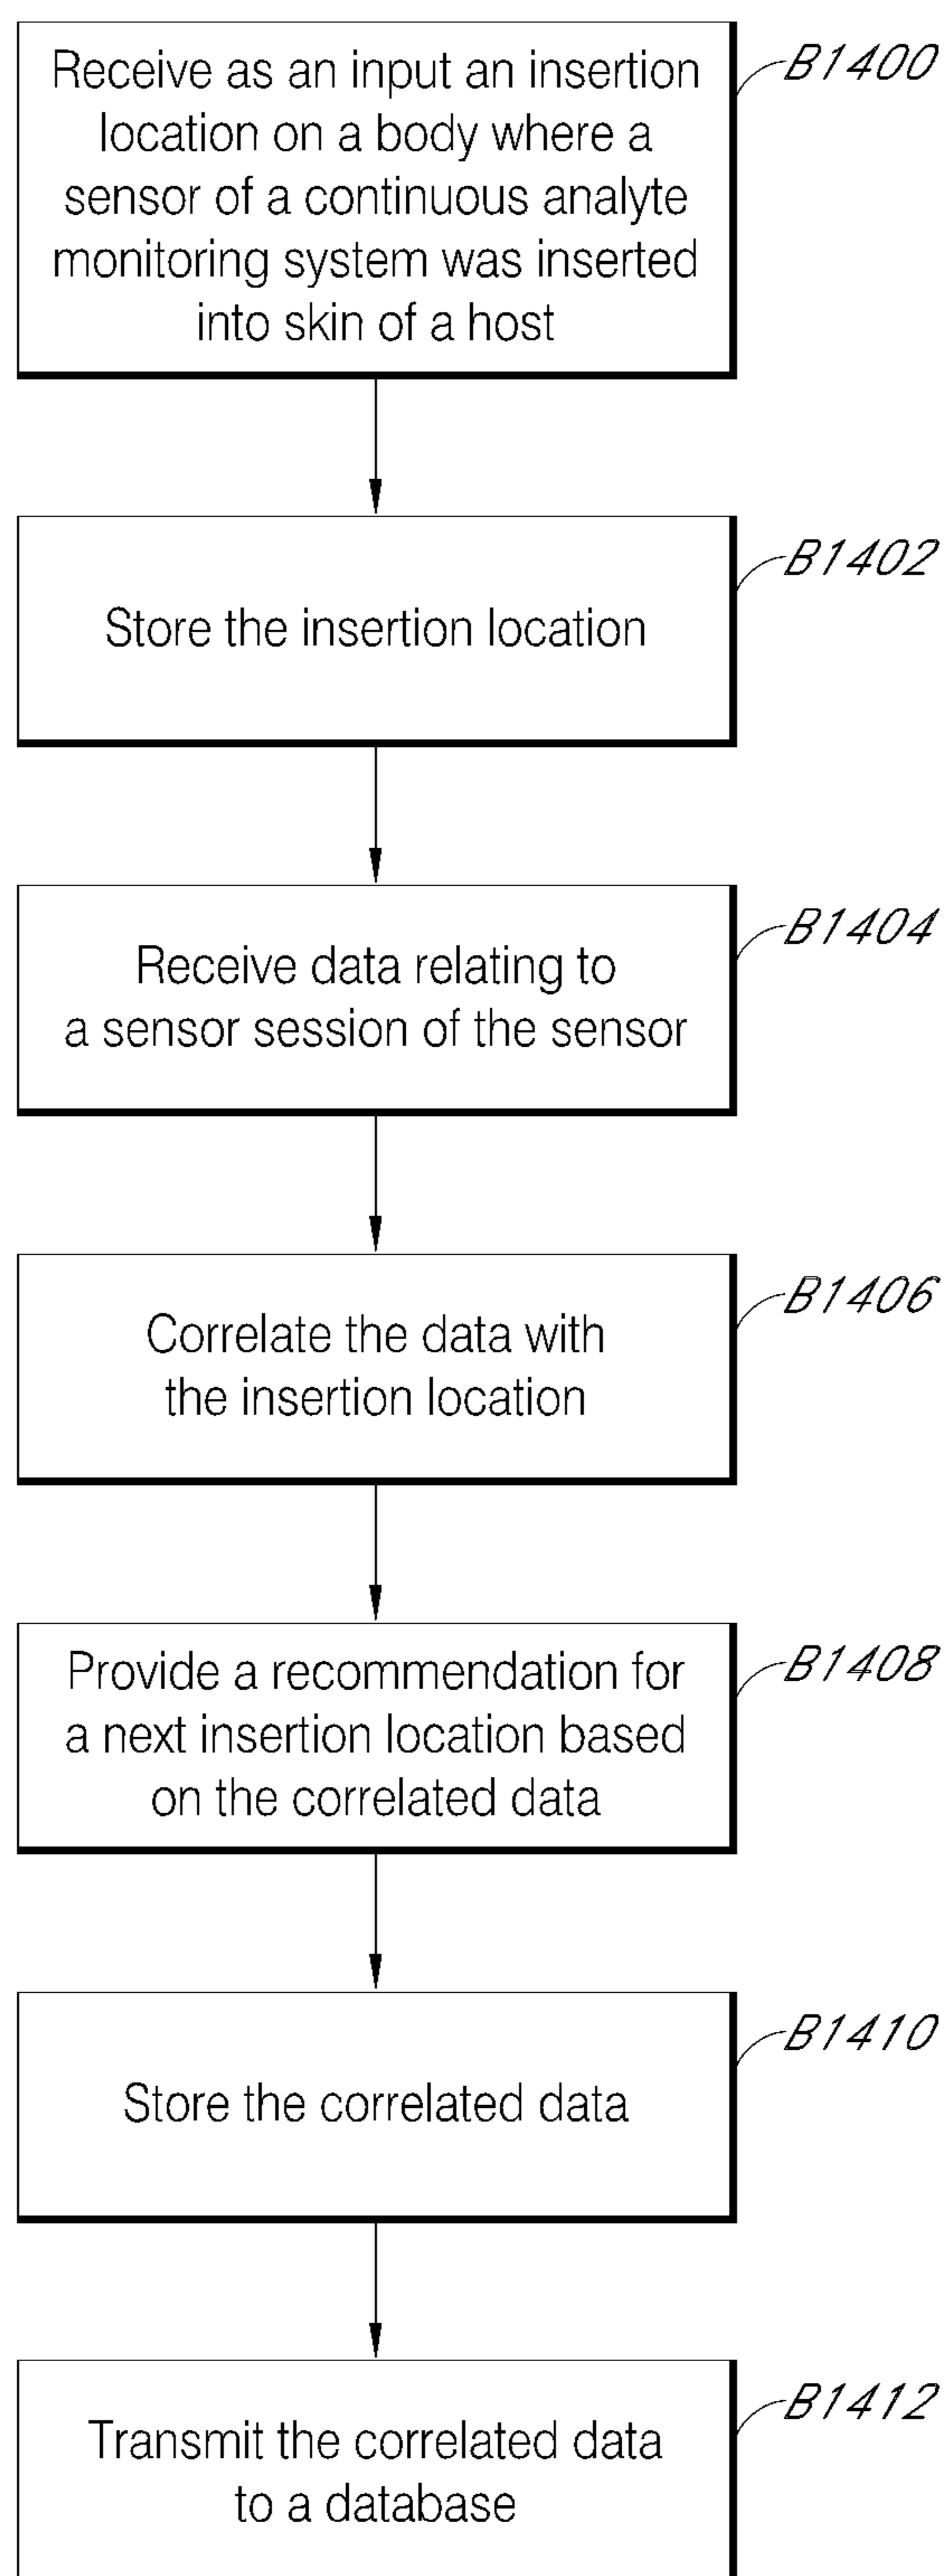 Receive as an input an insertion
location on a body where a
sensor of a continuous analyte
monitoring system was inserted
into skin of a host
B1400
Store the insertion location
B1402
Receive data relating to
a sensor session of the sensor
B1404
Correlate the data with
the insertion location
B1406
Provide a recommendation for
a next insertion location based
on the correlated data
B1408
Store the correlated data
B1410
Transmit the correlated data
to a database
B1412